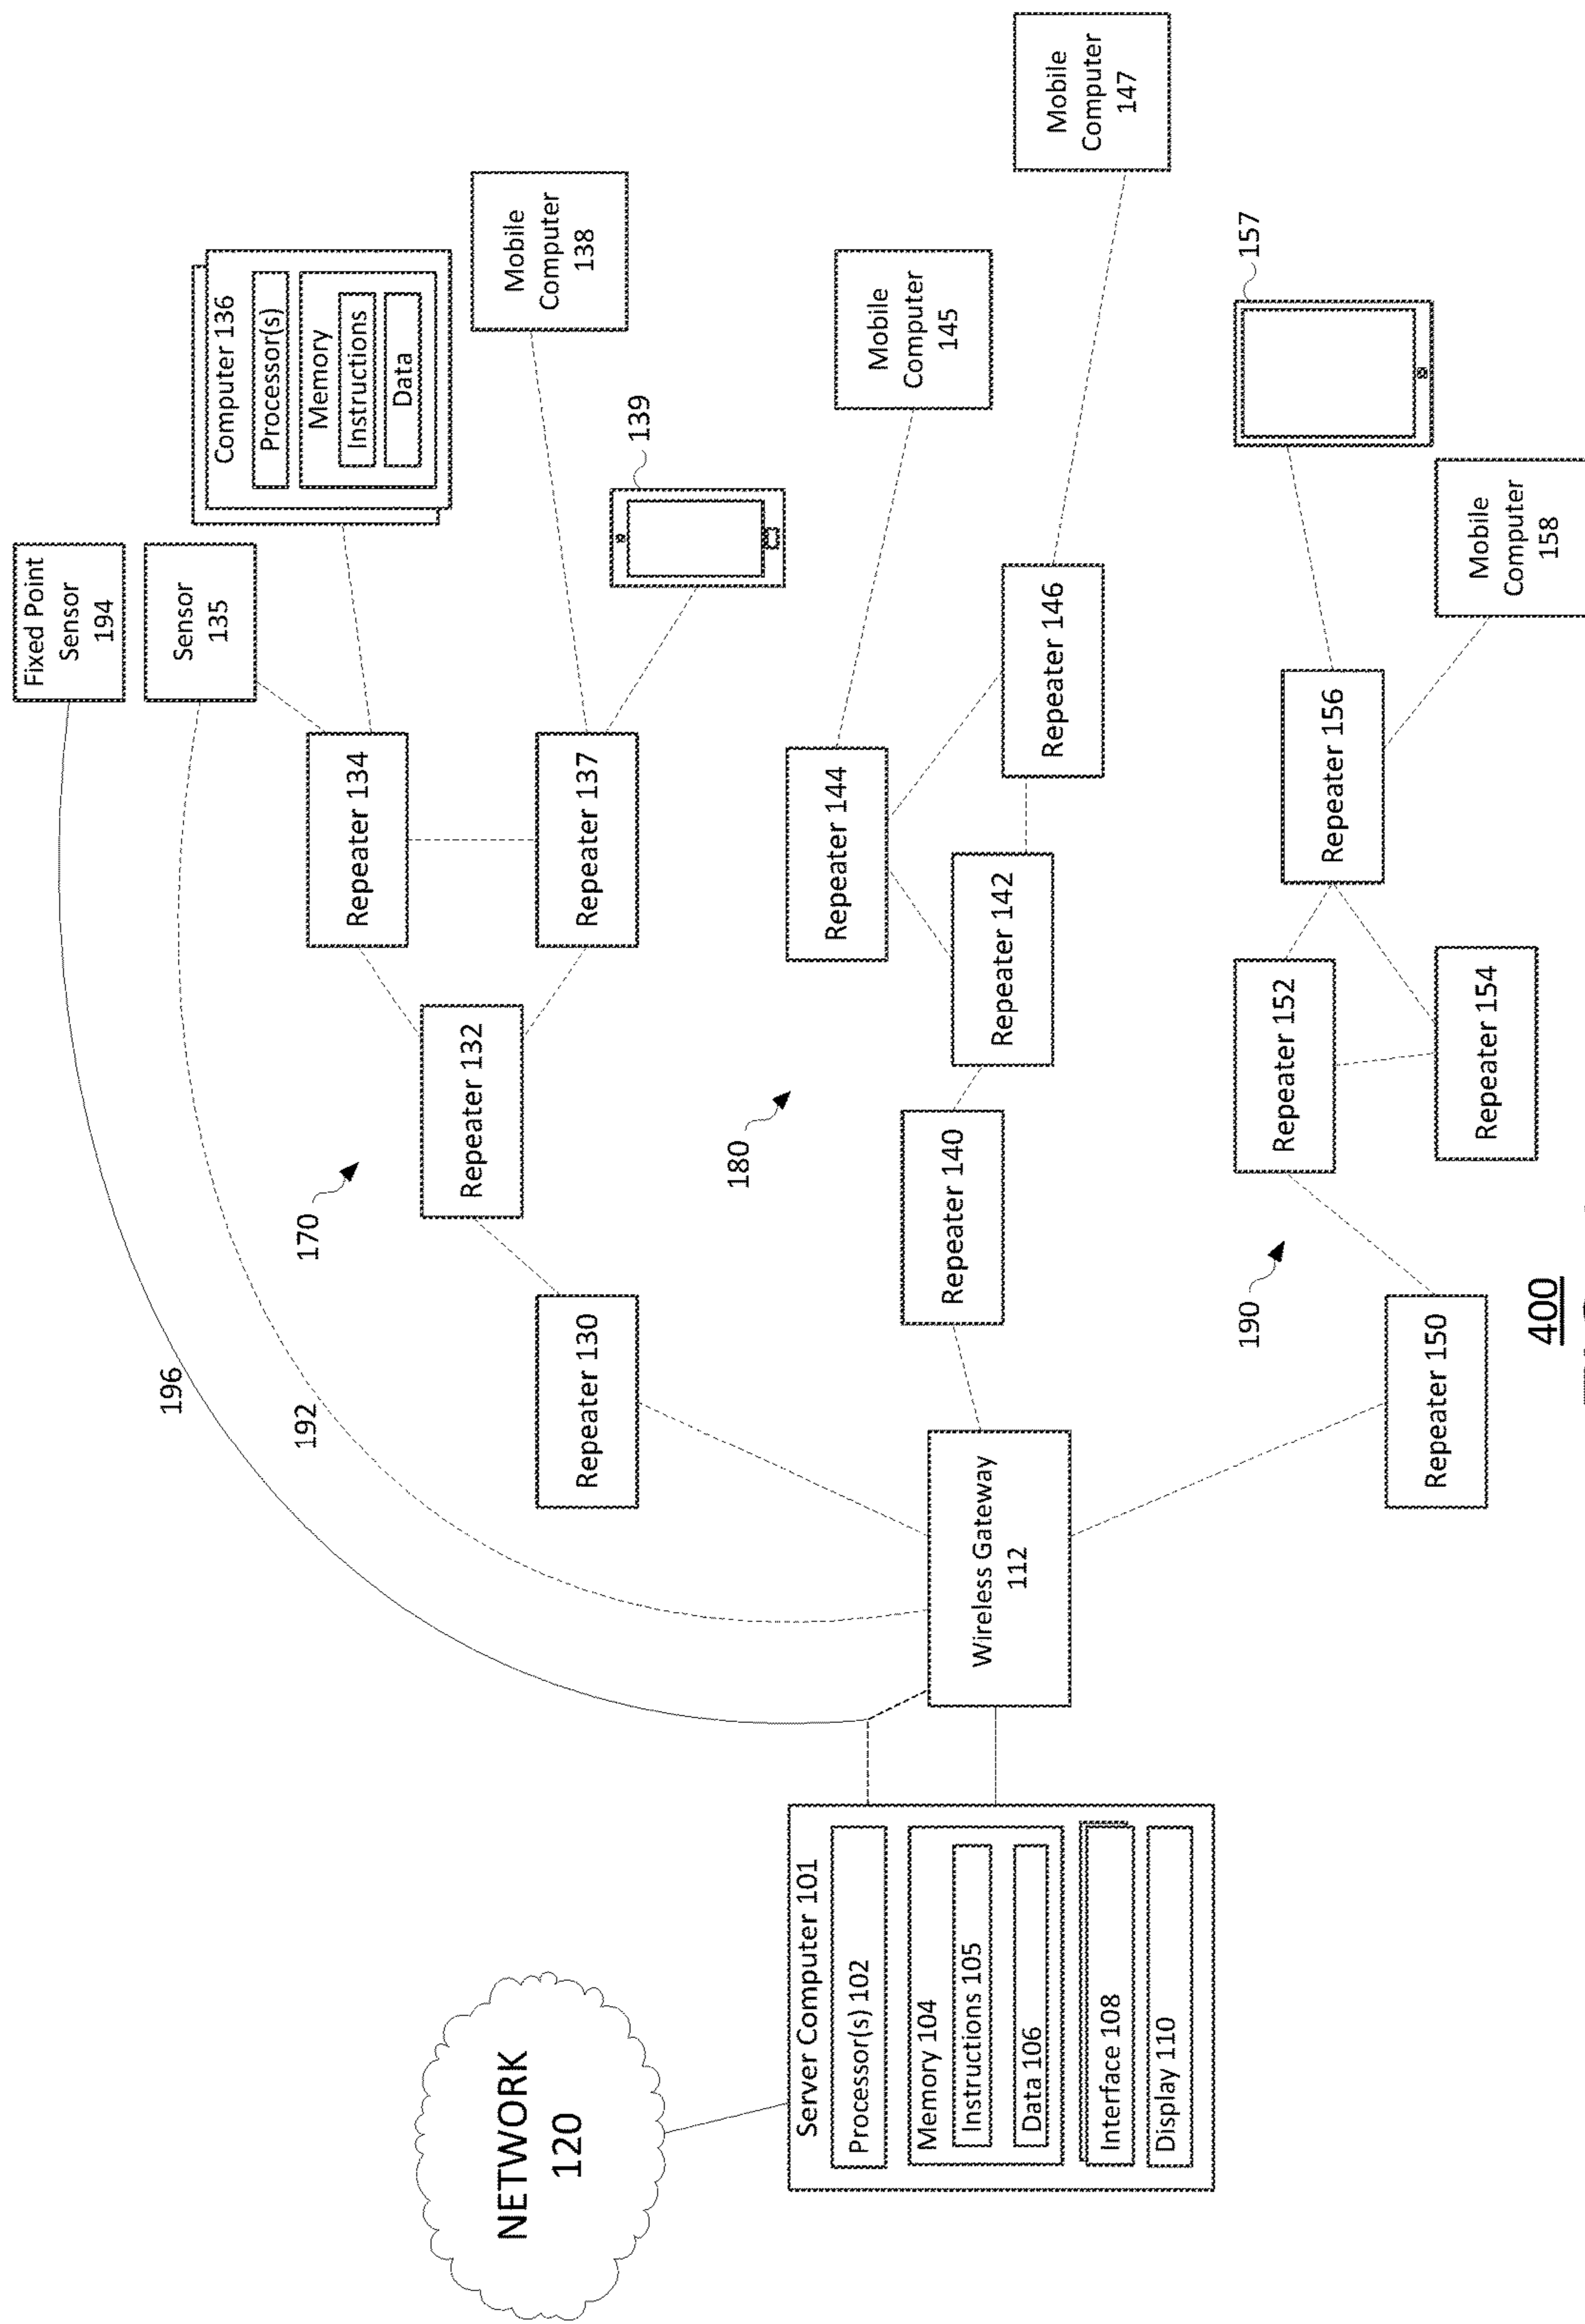 NETWORK
120
Server Computer 101
Processor(s) 102
Memory 104
Instructions 105
Data 106
Interface 108
Display 110
Wireless Gateway
112
196
192
170
Repeater 130
Repeater 132
Repeater 134
Repeater 137
Fixed Point
Sensor
194
Sensor
135
Computer 136
Processor(s)
Memory
Instructions
Data
Mobile
Computer
138
139
180
Repeater 140
Repeater 142
Repeater 144
Repeater 146
Mobile
Computer
145
Mobile
Computer
147
190
Repeater 150
Repeater 152
Repeater 154
Repeater 156
157
Mobile
Computer
158
400